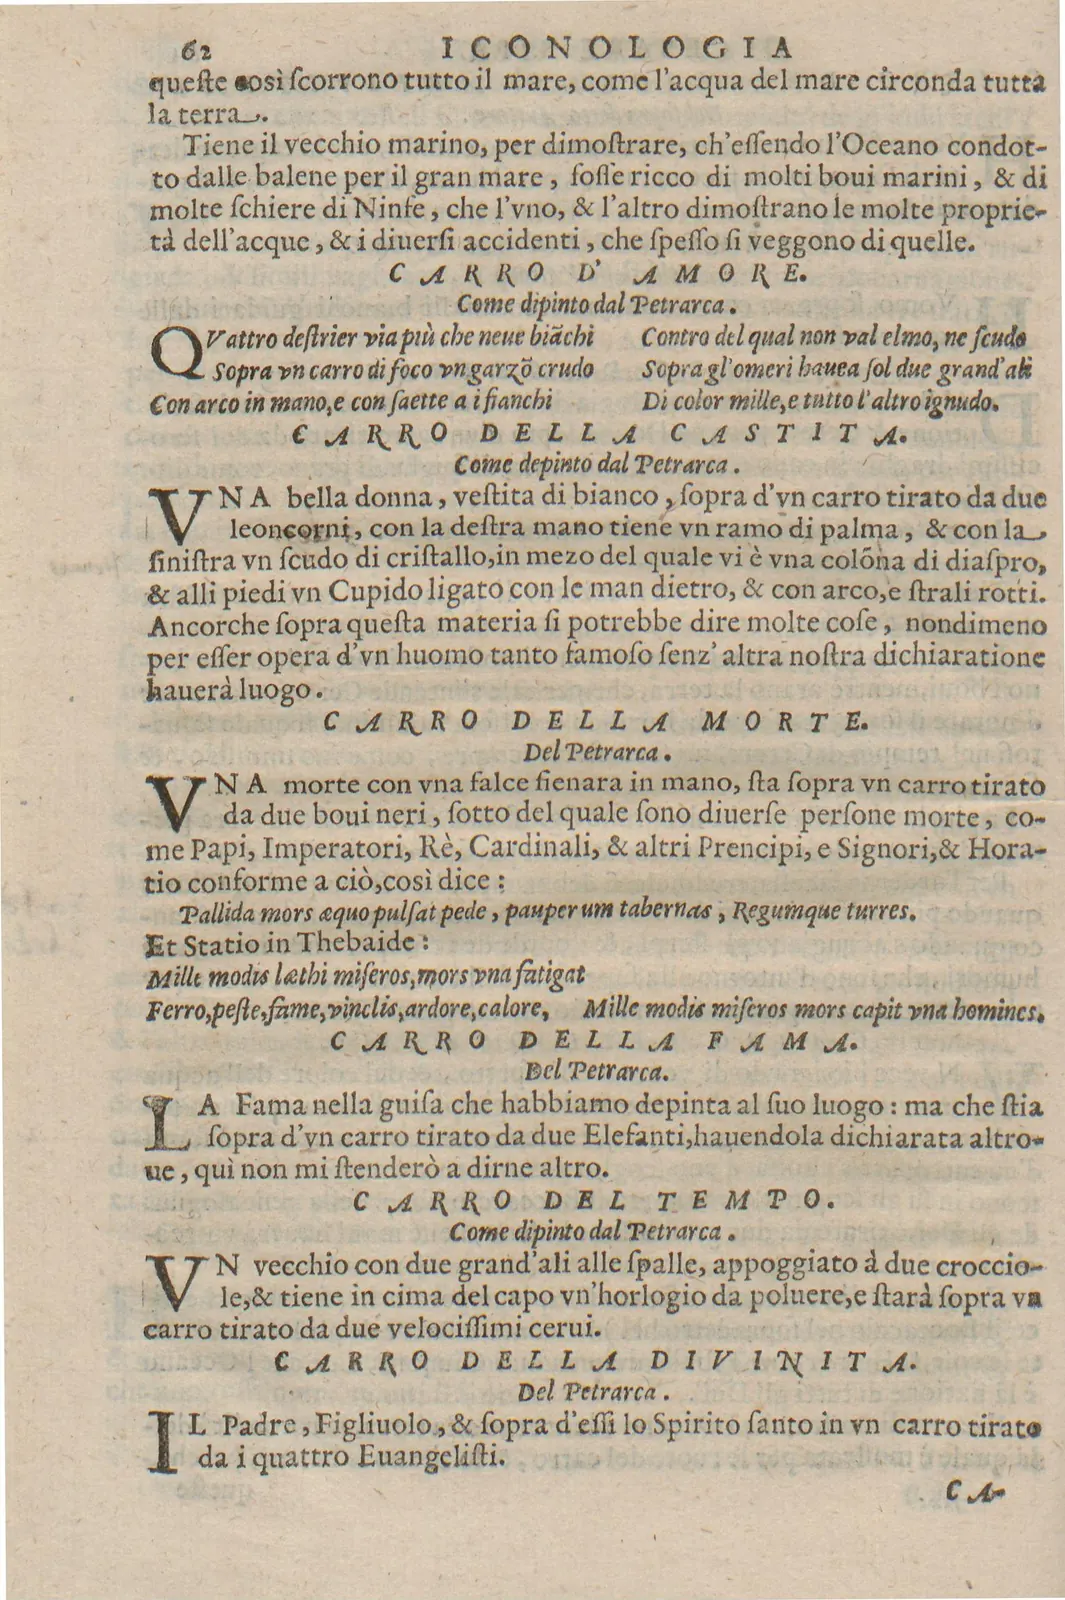 62 ICONOLOGIA
queſte così ſcorrono tutto il mare, come l'acqua del mare circonda tutta
la terra.
Tiene il vecchio marino, per dimoſtrare, ch'eſſendo l'Oceano condot-
to dalle balene per il gran mare, foſſe ricco di molti boui marini, & di
molte ſchiere di Ninfe, che l'vno, & l'altro dimoſtrano le molte proprie-
tà dell'acque, & i diuerſi accidenti, che ſpeſſo ſi veggono di quelle.
CARRO D'AMORE.
Come dipinto dal Petrarca.
QVattro deſtrier via più che neue biãchi
Sopra vn carro di foco vn garzõ crudo
Con arco in mano, e con ſaette a i fianchi
Contro del qual non val elmo, ne ſcudo
Sopra gl'omeri hauea ſol due grand'ali
Di color mille, e tutto l'altro ignudo.
CARRO DELLA CASTITA.
Come depinto dal Petrarca.
VNA bella donna, veſtita di bianco, ſopra d'vn carro tirato da due
leoncorni, con la deſtra mano tiene vn ramo di palma, & con la
ſiniſtra vn ſcudo di criſtallo, in mezo del quale vi è vna colõna di diaſpro,
& alli piedi vn Cupido ligato con le man dietro, & con arco, e ſtrali rotti.
Ancorche ſopra queſta materia ſi potrebbe dire molte coſe, nondimeno
per eſſer opera d'vn huomo tanto famoſo ſenz' altra noſtra dichiaratione
hauerà luogo.
CARRO DELLA MORTE.
Del Petrarca.
VNA morte con vna falce fienara in mano, ſta ſopra vn carro tirato
da due boui neri, ſotto del quale ſono diuerſe perſone morte, co-
me Papi, Imperatori, Rè, Cardinali, & altri Prencipi, e Signori, & Hora-
tio conforme a ciò, così dice:
Pallida mors æquo pulſat pede, pauperum tabernas, Regumque turres.
Et Statio in Thebaide:
Mille modis læthi miſeros, mors vna fatigat
Ferro, peſte, fame, vinclis, ardore, calore, Mille modis miſeros mors capit vna homines.
CARRO DELLA FAMA.
Del Petrarca.
LA Fama nella guiſa che habbiamo depinta al ſuo luogo: ma che ſtia
ſopra d'vn carro tirato da due Elefanti, hauendola dichiarata altro-
ue, quì non mi ſtenderò a dirne altro.
CARRO DEL TEMPO.
Come dipinto dal Petrarca.
VN vecchio con due grand'ali alle ſpalle, appoggiato à due croccio-
le, & tiene in cima del capo vn'horlogio da poluere, e ſtarà ſopra vn
carro tirato da due velociſſimi cerui.
CARRO DELLA DIVINITA.
Del Petrarca.
IL Padre, Figliuolo, & ſopra d'eſſi lo Spirito ſanto in vn carro tirato
da i quattro Euangeliſti.
CA-